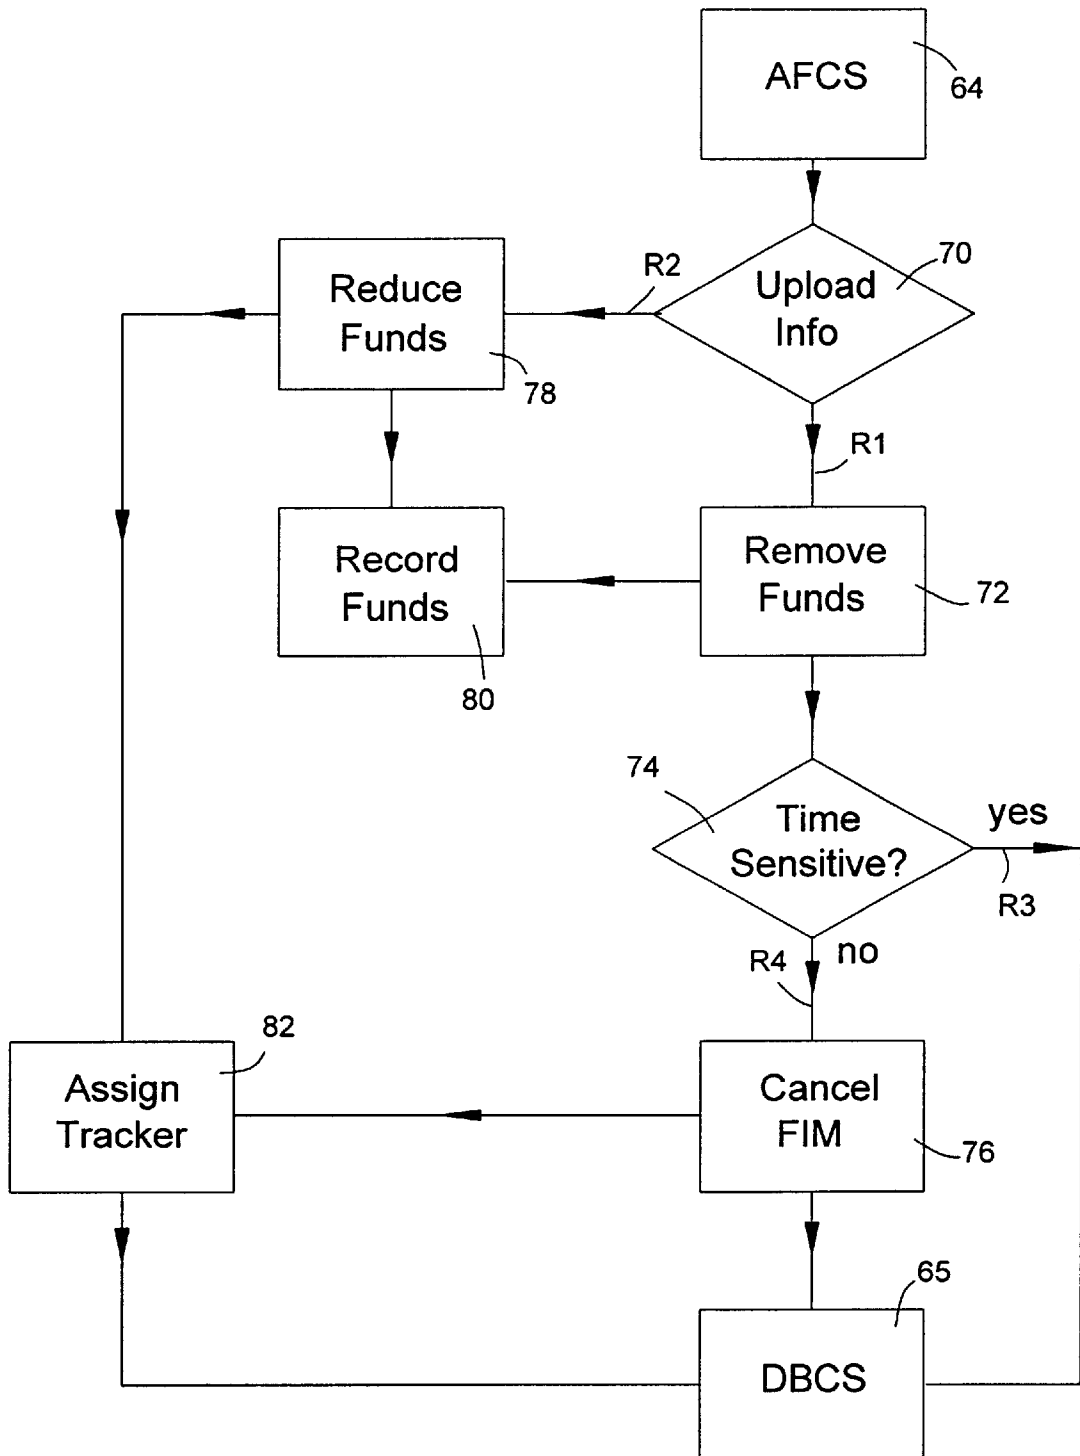 AFCS
64
Upload
Info
70
R2
Reduce
Funds
78
R1
Record
Funds
80
Remove
Funds
72
74
Time
Sensitive?
yes
R3
no
R4
82
Assign
Tracker
Cancel
FIM
76
65
DBCS